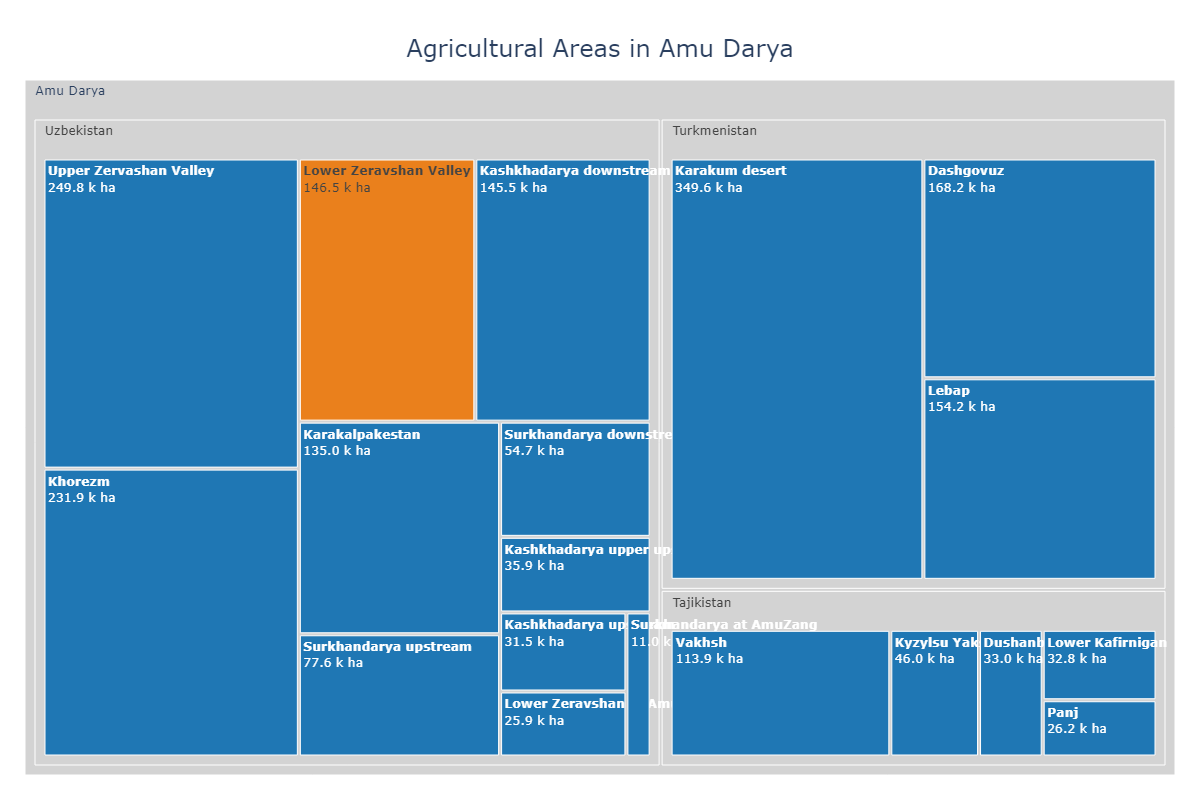 Agricultural Areas in Amu Darya
Amu Darya
Uzbekistan
Upper Zervashan Valley
249.8 k ha
Lower Zeravshan Valley
146.5 k ha
Kashkhadarya downstream
145.5 k ha
Khorezm
231.9 k ha
Karakalpakestan
135.0 k ha
Surkhandarya upstream
77.6 k ha
Surkhandarya downstre
54.7 k ha
Kashkhadarya upper up
35.9 k ha
Kashkhadarya up
31.5 k ha
Lower Zeravshan
25.9 k ha
Surkhandarya at AmuZang
11.0 k
Turkmenistan
Karakum desert
349.6 k ha
Dashgovuz
168.2 k ha
Lebap
154.2 k ha
Tajikistan
Vakhsh
113.9 k ha
Kyzylsu Yak
46.0 k ha
Dushanb
33.0 k ha
Lower Kafirnigan
32.8 k ha
Panj
26.2 k ha